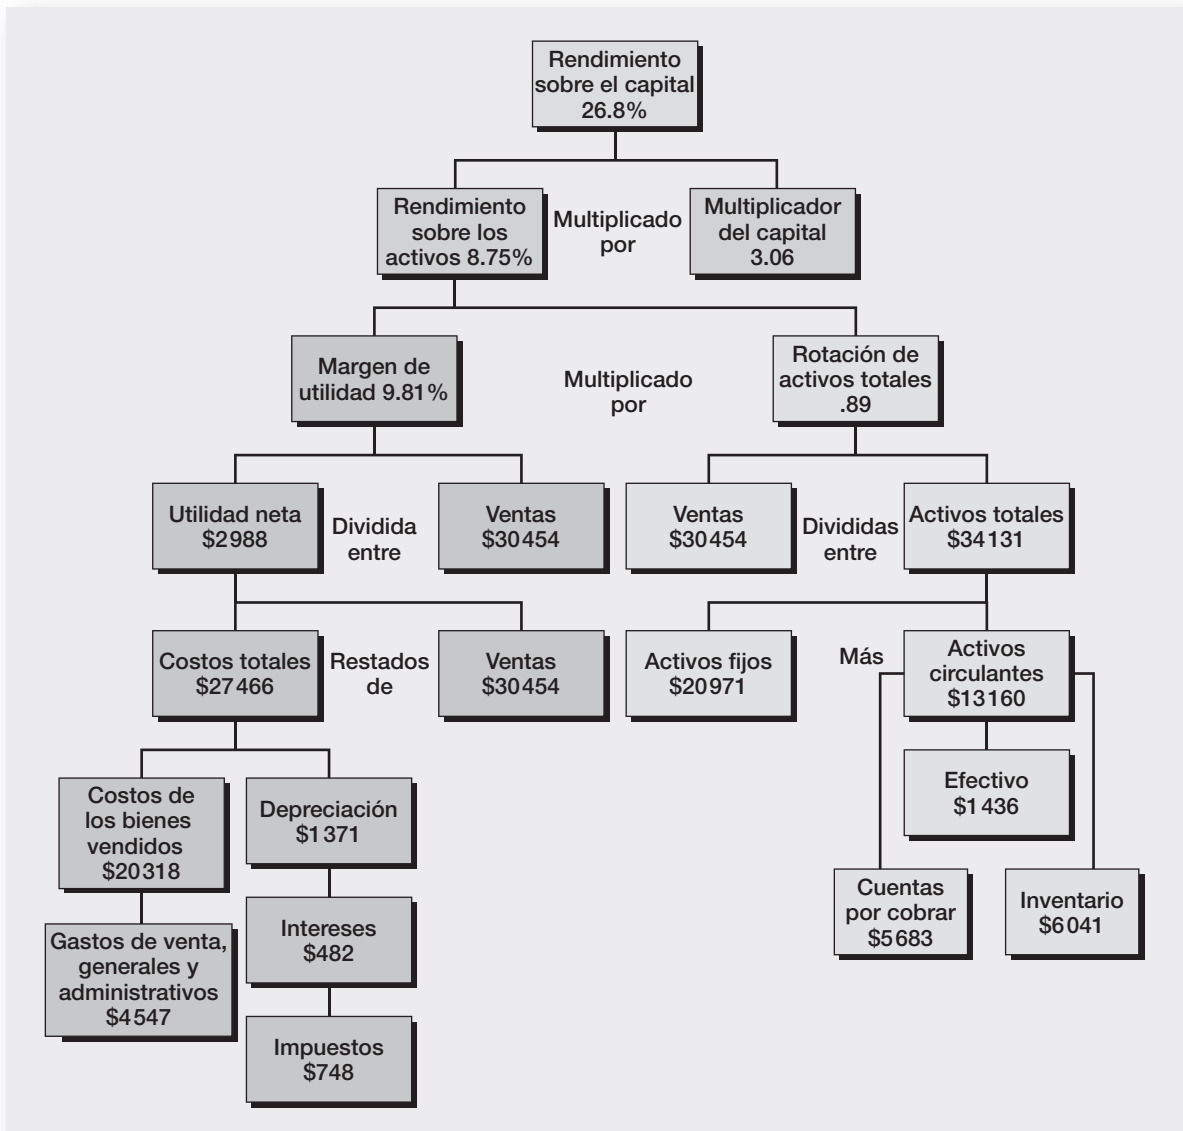 Rendimiento
sobre el capital
26.8%
Rendimiento
sobre los
activos 8.75%
Multiplicado
por
Multiplicador
del capital
3.06
Margen de
utilidad 9.81%
Multiplicado
por
Rotación de
activos totales
.89
Utilidad neta
$2988
Dividida
entre
Ventas
$30454
Ventas
$30454
Divididas
entre
Activos totales
$34131
Costos totales
$27466
Restados
de
Ventas
$30454
Activos fijos
$20971
Más
Activos
circulantes
$13160
Costos de
los bienes
vendidos
$20318
Depreciación
$1371
Efectivo
$1436
Gastos de venta,
generales y
administrativos
$4547
Intereses
$482
Cuentas
por cobrar
$5683
Inventario
$6041
Impuestos
$748